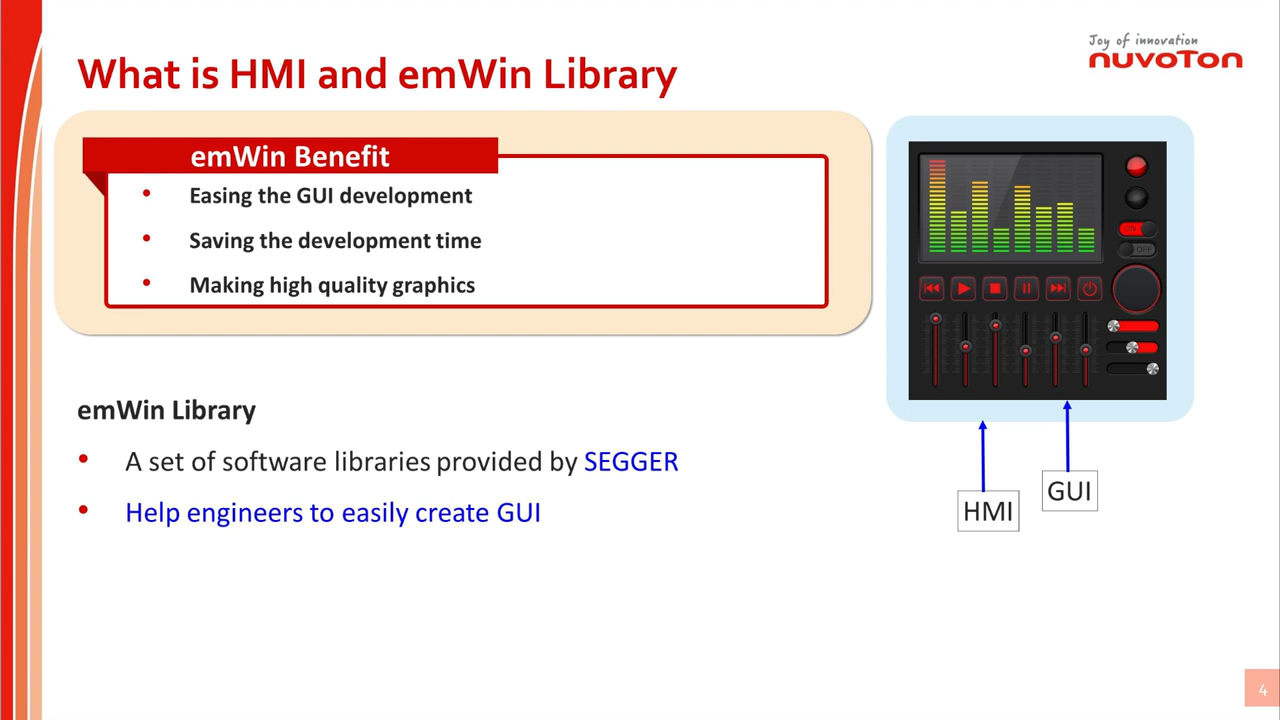 Joy of innovation
nuvoTon
What is HMI and emWin Library
emWin Benefit
• Easing the GUI development
• Saving the development time
• Making high quality graphics
ON
OFF
emWin Library
• A set of software libraries provided by SEGGER
• Help engineers to easily create GUI
GUI
HMI
4